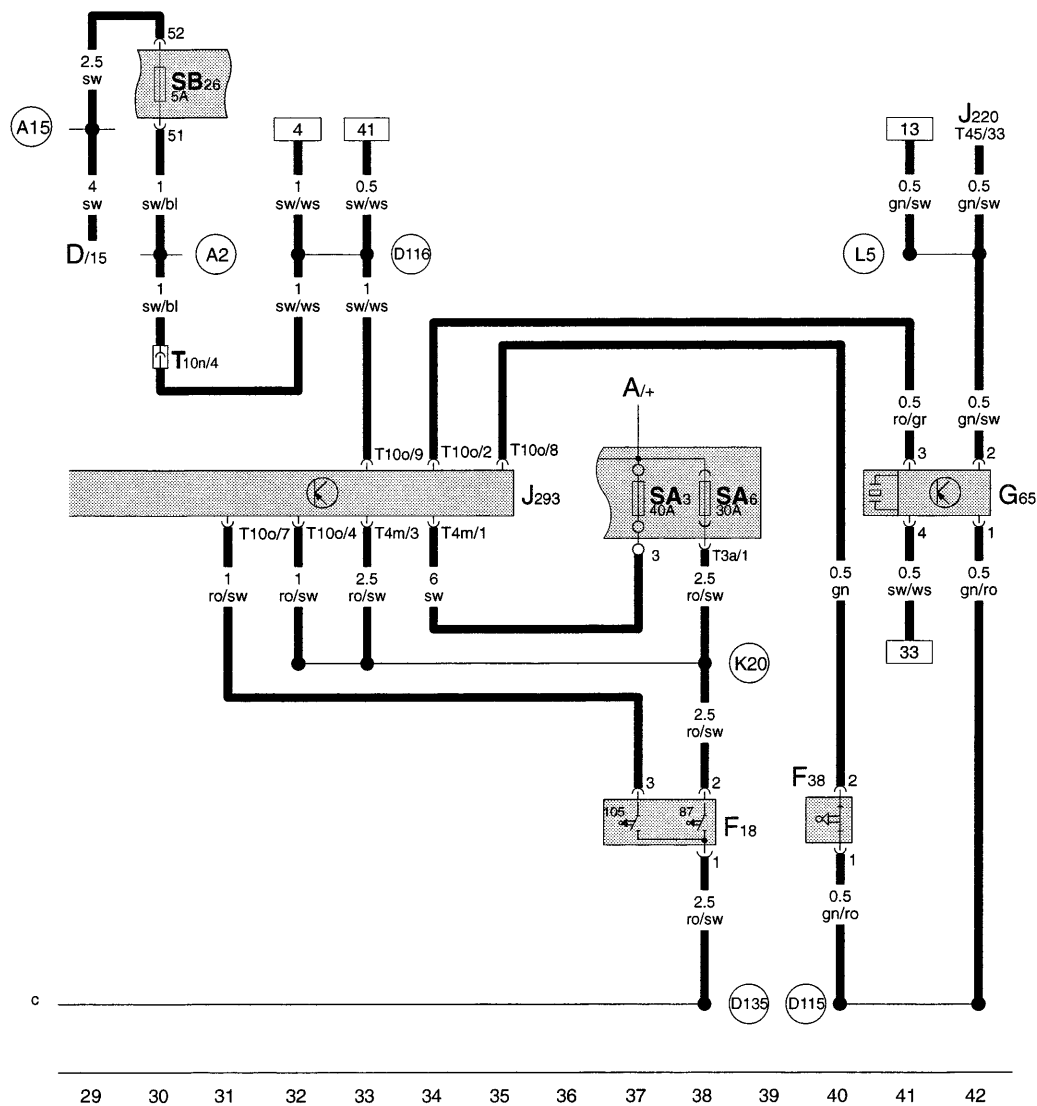 52
2.5
sw
SB26
5A
A15
51
4
41
13
J220
T45/33
4
sw
1
sw/bl
1
sw/ws
0.5
sw/ws
0.5
gn/sw
0.5
gn/sw
D/15
A2
D116
L5
1
sw/bl
1
sw/ws
1
sw/ws
T10n/4
A/+
0.5
ro/gr
0.5
gn/sw
T10o/9
T10o/2
T10o/8
3
2
J293
SA3
40A
SA6
30A
G65
T10o/7
T10o/4
T4m/3
T4m/1
3
T3a/1
4
1
1
ro/sw
1
ro/sw
2.5
ro/sw
6
sw
2.5
ro/sw
0.5
gn
0.5
sw/ws
0.5
gn/ro
33
K20
2.5
ro/sw
3
2
F38
2
105
87
F18
1
1
2.5
ro/sw
0.5
gn/ro
c
D135
D115
29 30 31 32 33 34 35 36 37 38 39 40 41 42